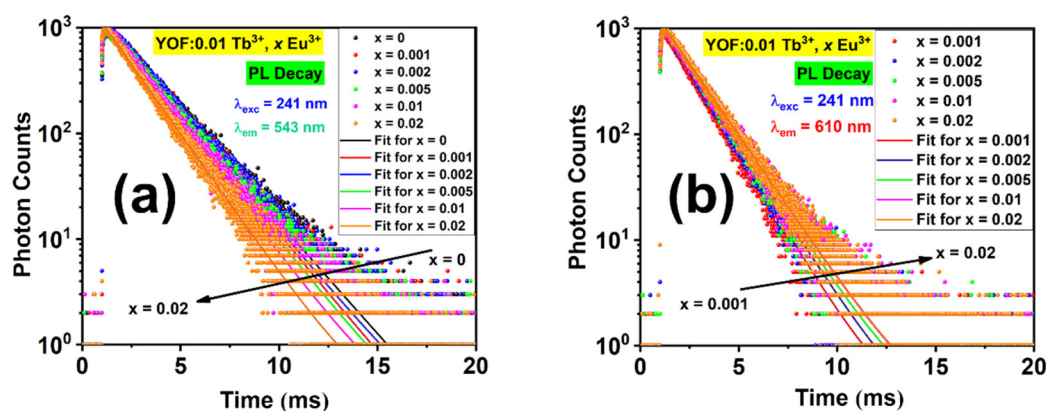 YOF:0.01 Tb³⁺, x Eu³⁺
PL Decay
λexc = 241 nm
λem = 543 nm
x = 0
x = 0.001
x = 0.002
x = 0.005
x = 0.01
x = 0.02
Fit for x = 0
Fit for x = 0.001
Fit for x = 0.002
Fit for x = 0.005
Fit for x = 0.01
Fit for x = 0.02
(a)
x = 0
x = 0.02
Photon Counts
10³
10²
10¹
10⁰
0 5 10 15 20
Time (ms)
YOF:0.01 Tb³⁺, x Eu³⁺
PL Decay
λexc = 241 nm
λem = 610 nm
x = 0.001
x = 0.002
x = 0.005
x = 0.01
x = 0.02
Fit for x = 0.001
Fit for x = 0.002
Fit for x = 0.005
Fit for x = 0.01
Fit for x = 0.02
(b)
x = 0.02
x = 0.001
Photon Counts
10³
10²
10¹
10⁰
0 5 10 15 20
Time (ms)